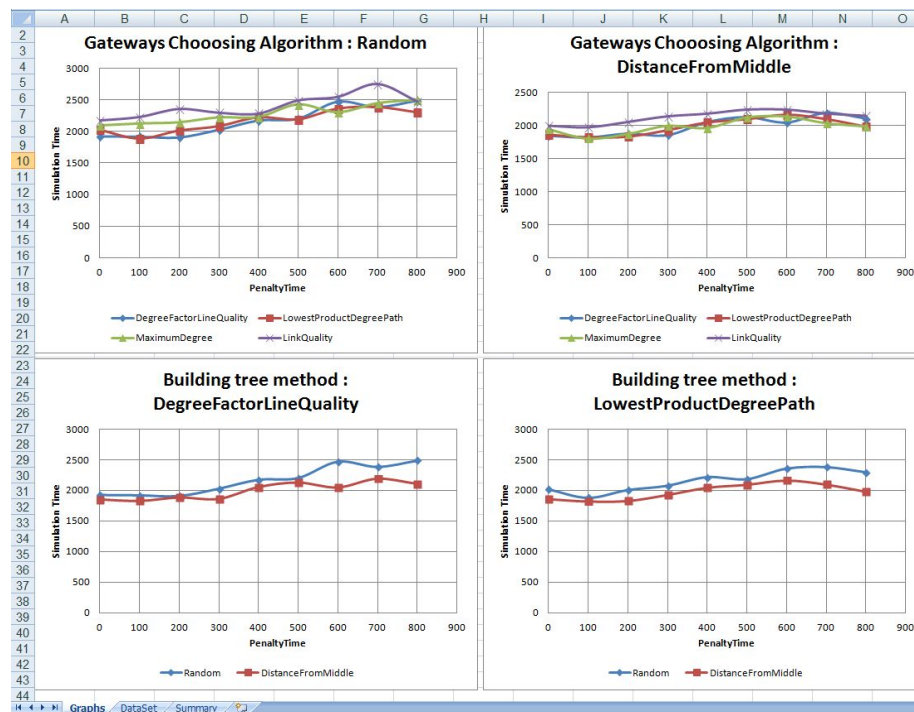 A B C D E F G H I J K L M N O
2
3
4
5
6
7
8
9
10
11
12
13
14
15
16
17
18
19
20
21
22
23
24
25
26
27
28
29
30
31
32
33
34
35
36
37
38
39
40
41
42
43
44
Gateways Chooosing Algorithm : Random
3000
2500
2000
1500
1000
500
0
Simulation Time
0 100 200 300 400 500 600 700 800 900
PenaltyTime
DegreeFactorLineQuality LowestProductDegreePath
MaximumDegree LinkQuality
Gateways Chooosing Algorithm :
DistanceFromMiddle
2500
2000
1500
1000
500
0
Simulation Time
0 100 200 300 400 500 600 700 800 900
PenaltyTime
DegreeFactorLineQuality LowestProductDegreePath
MaximumDegree LinkQuality
Building tree method :
DegreeFactorLineQuality
3000
2500
2000
1500
1000
500
0
Simulation Time
0 100 200 300 400 500 600 700 800 900
PenaltyTime
Random DistanceFromMiddle
Building tree method :
LowestProductDegreePath
3000
2500
2000
1500
1000
500
0
Simulation Time
0 100 200 300 400 500 600 700 800 900
PenaltyTime
Random DistanceFromMiddle
Graphs DataSet Summary